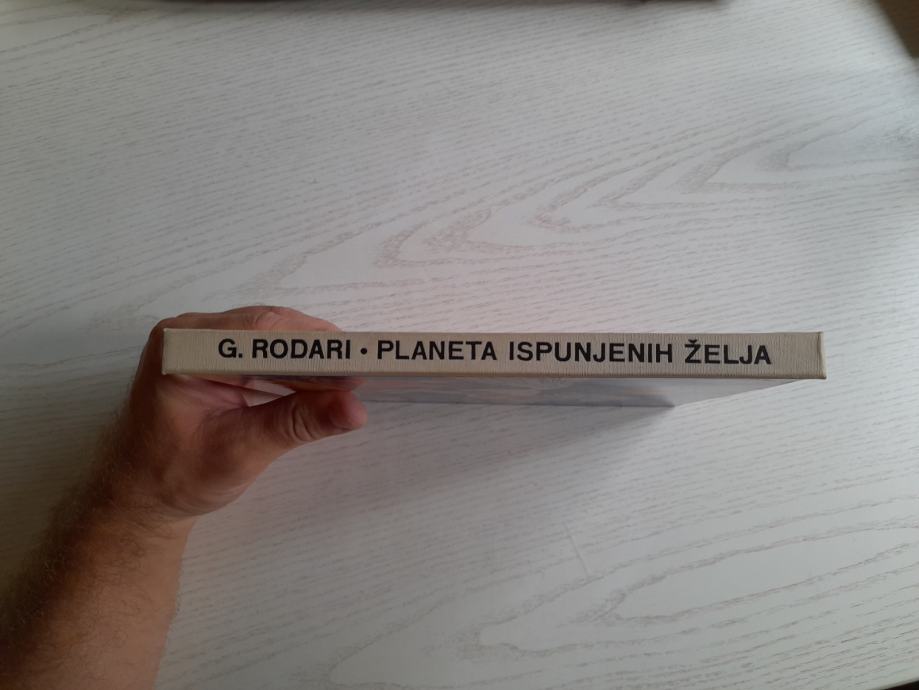 G. RODARI • PLANETA ISPUNJENIH ŽELJA